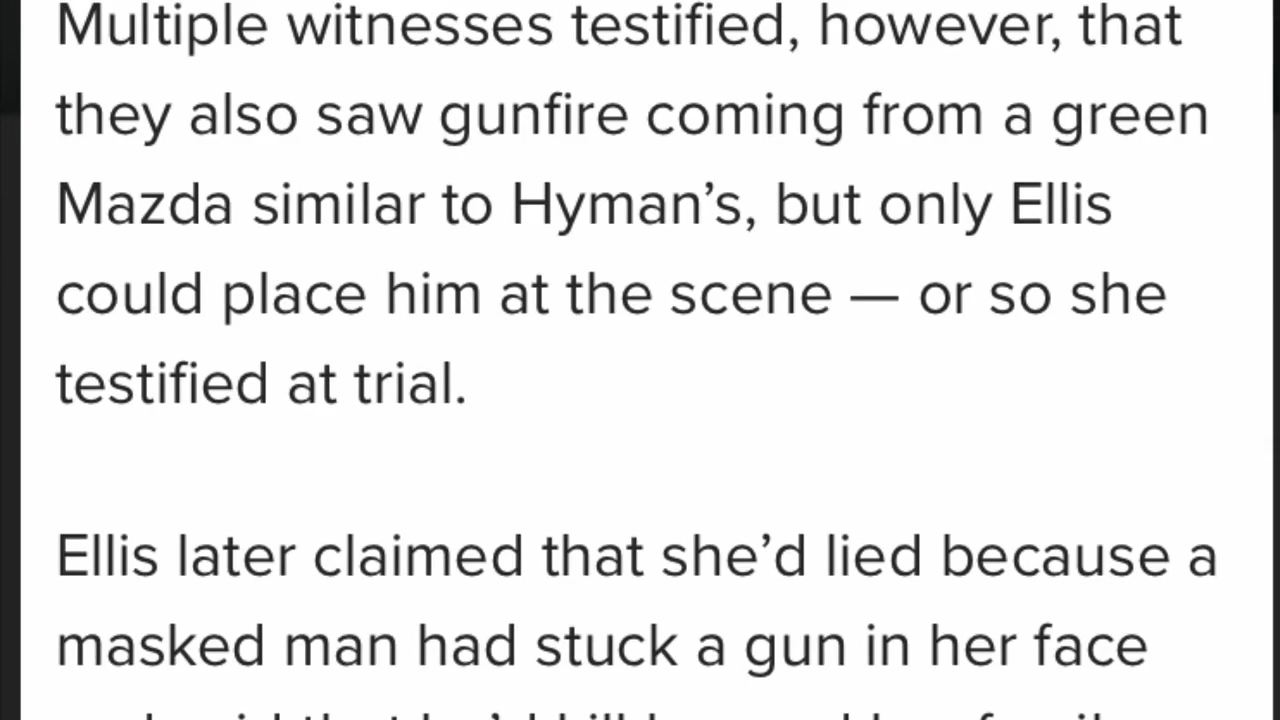 Multiple witnesses testified, however, that
they also saw gunfire coming from a green
Mazda similar to Hyman’s, but only Ellis
could place him at the scene — or so she
testified at trial.
Ellis later claimed that she’d lied because a
masked man had stuck a gun in her face